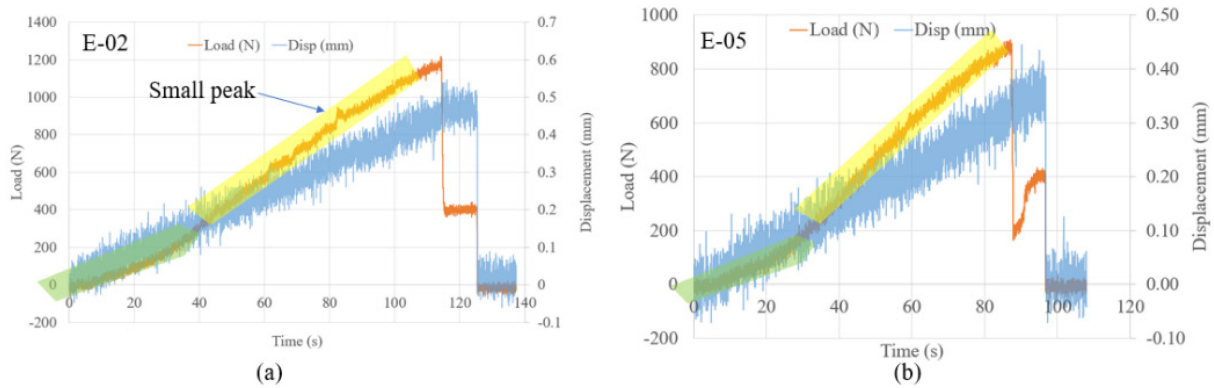 E-02
Load (N) Disp (mm)
Small peak
1400
1200
1000
800
600
400
200
0
-200
Load (N)
0 20 40 60 80 100 120 140
Time (s)
0.7
0.6
0.5
0.4
0.3
0.2
0.1
0
-0.1
Displacement (mm)
(a)
E-05
Load (N) Disp (mm)
1000
800
600
400
200
0
-200
Load (N)
0 20 40 60 80 100 120
Time (s)
0.50
0.40
0.30
0.20
0.10
0.00
-0.10
Displacement (mm)
(b)